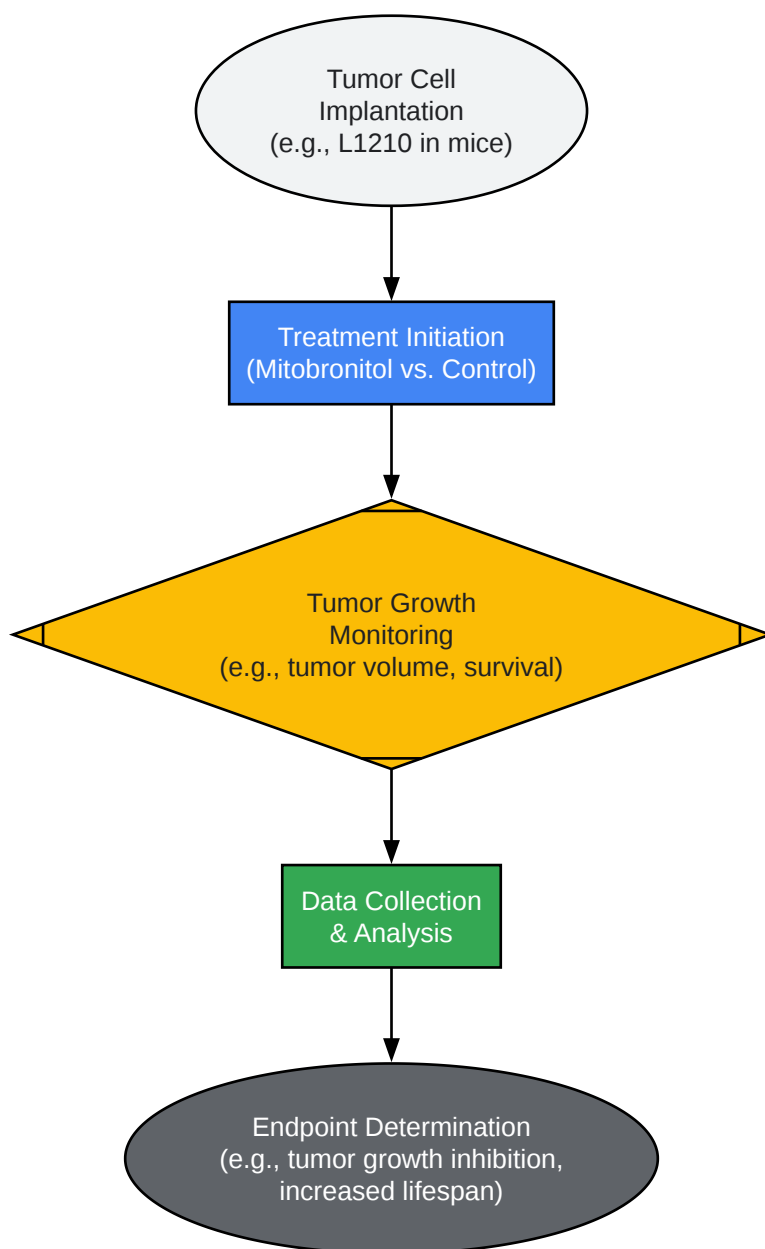 Tumor Cell
Implantation
(e.g., L1210 in mice)
Treatment Initiation
(Mitobronitol vs. Control)
Tumor Growth
Monitoring
(e.g., tumor volume, survival)
Data Collection
& Analysis
Endpoint Determination
(e.g., tumor growth inhibition,
increased lifespan)